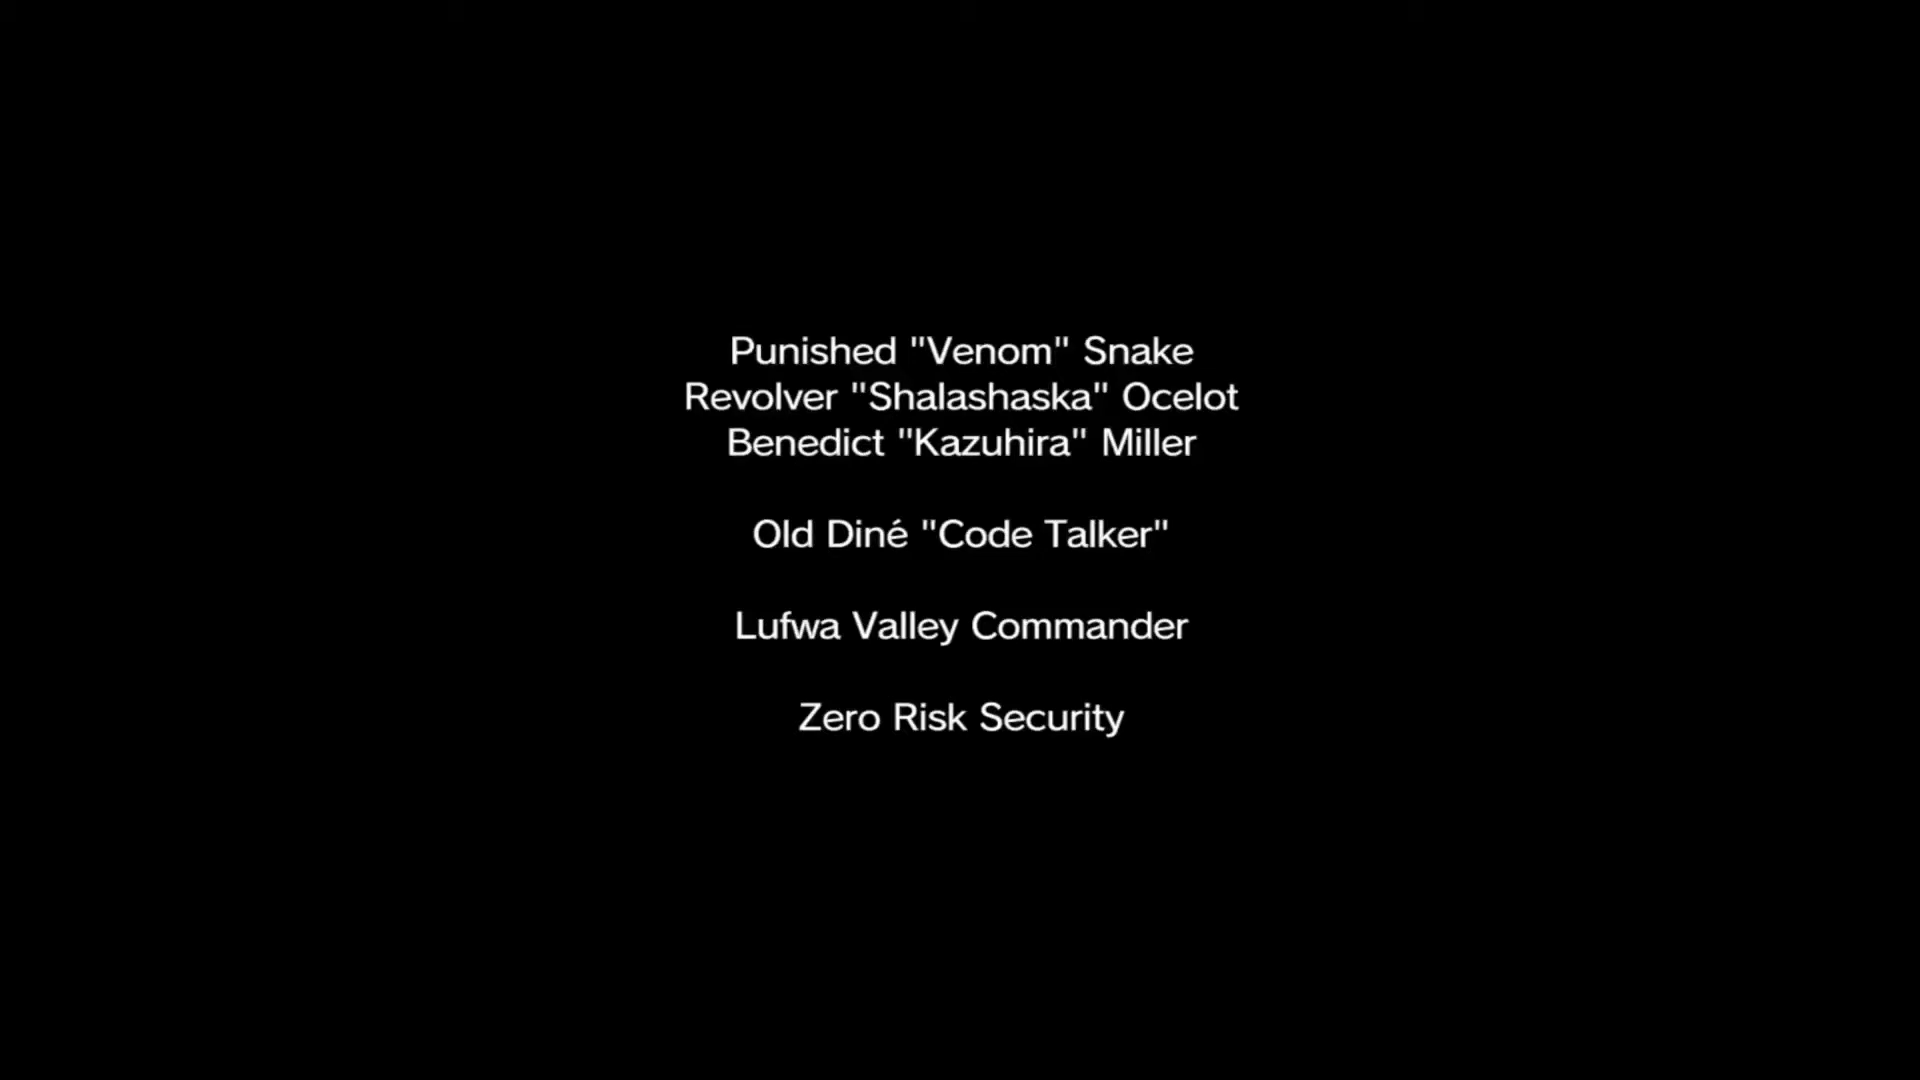 Punished "Venom" Snake
Revolver "Shalashaska" Ocelot
Benedict "Kazuhira" Miller
Old Diné "Code Talker"
Lufwa Valley Commander
Zero Risk Security